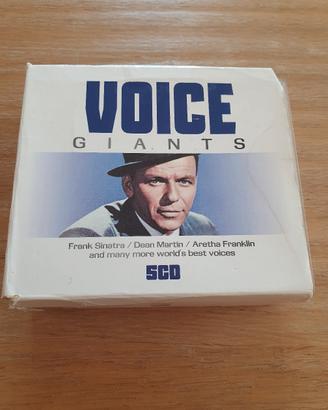 VOICE
GIANTS
Frank Sinatra / Dean Martin / Aretha Franklin
and many more world's best voices
5CD